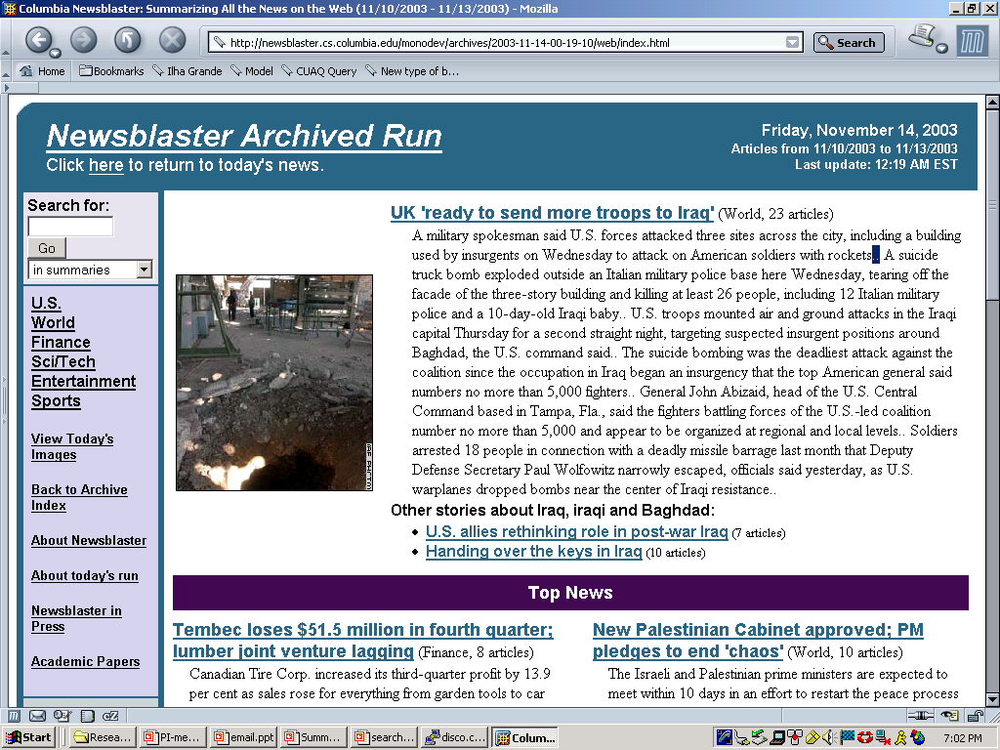 Columbia Newsblaster: Summarizing All the News on the Web (11/10/2003 - 11/13/2003) - Mozilla
http://newsblaster.cs.columbia.edu/monodev/archives/2003-11-14-00-19-10/web/index.html
Search
Home Bookmarks Ilha Grande Model CUAQ Query New type of b...
Newsblaster Archived Run
Click here to return to today's news.
Friday, November 14, 2003
Articles from 11/10/2003 to 11/13/2003
Last update: 12:19 AM EST
Search for:
Go
in summaries
U.S.
World
Finance
Sci/Tech
Entertainment
Sports
View Today's
Images
Back to Archive
Index
About Newsblaster
About today's run
Newsblaster in
Press
Academic Papers
UK 'ready to send more troops to Iraq' (World, 23 articles)
A military spokesman said U.S. forces attacked three sites across the city, including a building
used by insurgents on Wednesday to attack on American soldiers with rockets.. A suicide
truck bomb exploded outside an Italian military police base here Wednesday, tearing off the
facade of the three-story building and killing at least 26 people, including 12 Italian military
police and a 10-day-old Iraqi baby.. U.S. troops mounted air and ground attacks in the Iraqi
capital Thursday for a second straight night, targeting suspected insurgent positions around
Baghdad, the U.S. command said.. The suicide bombing was the deadliest attack against the
coalition since the occupation in Iraq began an insurgency that the top American general said
numbers no more than 5,000 fighters.. General John Abizaid, head of the U.S. Central
Command based in Tampa, Fla., said the fighters battling forces of the U.S.-led coalition
number no more than 5,000 and appear to be organized at regional and local levels.. Soldiers
arrested 18 people in connection with a deadly missile barrage last month that Deputy
Defense Secretary Paul Wolfowitz narrowly escaped, officials said yesterday, as U.S.
warplanes dropped bombs near the center of Iraqi resistance..
AP PHOTO
Other stories about Iraq, iraqi and Baghdad:
U.S. allies rethinking role in post-war Iraq (7 articles)
Handing over the keys in Iraq (10 articles)
Top News
Tembec loses $51.5 million in fourth quarter;
lumber joint venture lagging (Finance, 8 articles)
Canadian Tire Corp. increased its third-quarter profit by 13.9
per cent as sales rose for everything from garden tools to car
New Palestinian Cabinet approved; PM
pledges to end 'chaos' (World, 10 articles)
The Israeli and Palestinian prime ministers are expected to
meet within 10 days in an effort to restart the peace process
Start Resea... PI-me... email.ppt Summ... search... disco.c... Colum... 7:02 PM